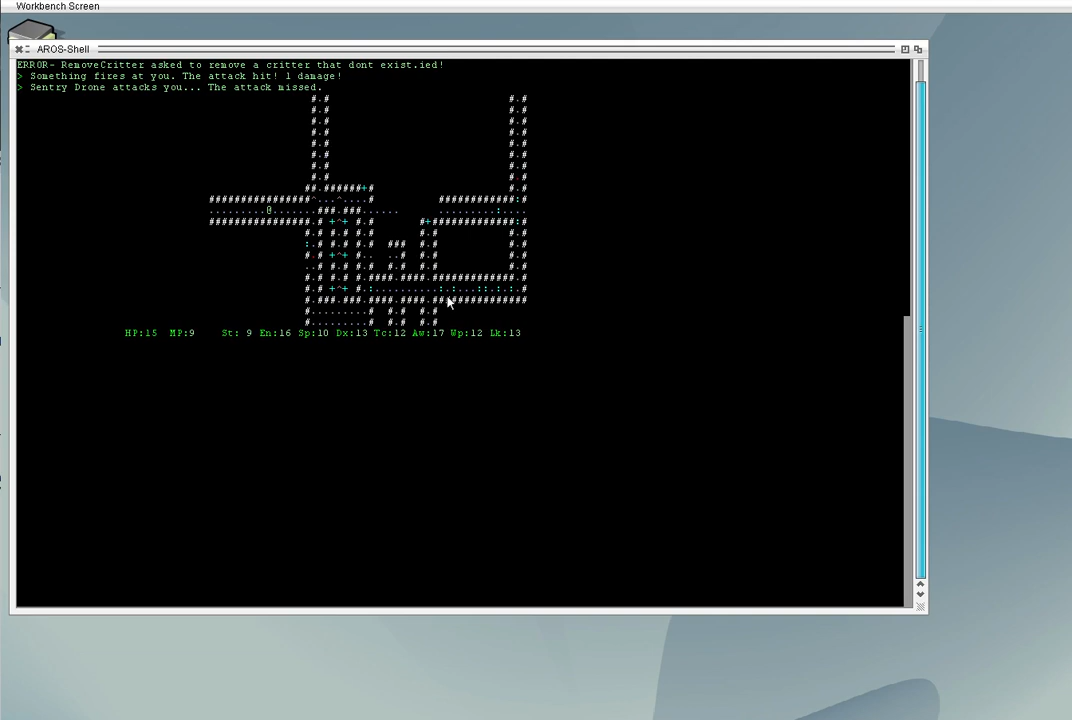 Workbench Screen
AROS-Shell
ERROR- RemoveCritter asked to remove a critter that dont exist.ied!
> Something fires at you. The attack hit! 1 damage!
> Sentry Drone attacks you... The attack missed.
HP:15 MP:9 St: 9 En:16 Sp:10 Dx:13 Tc:12 Aw:17 Wp:12 Lk:13